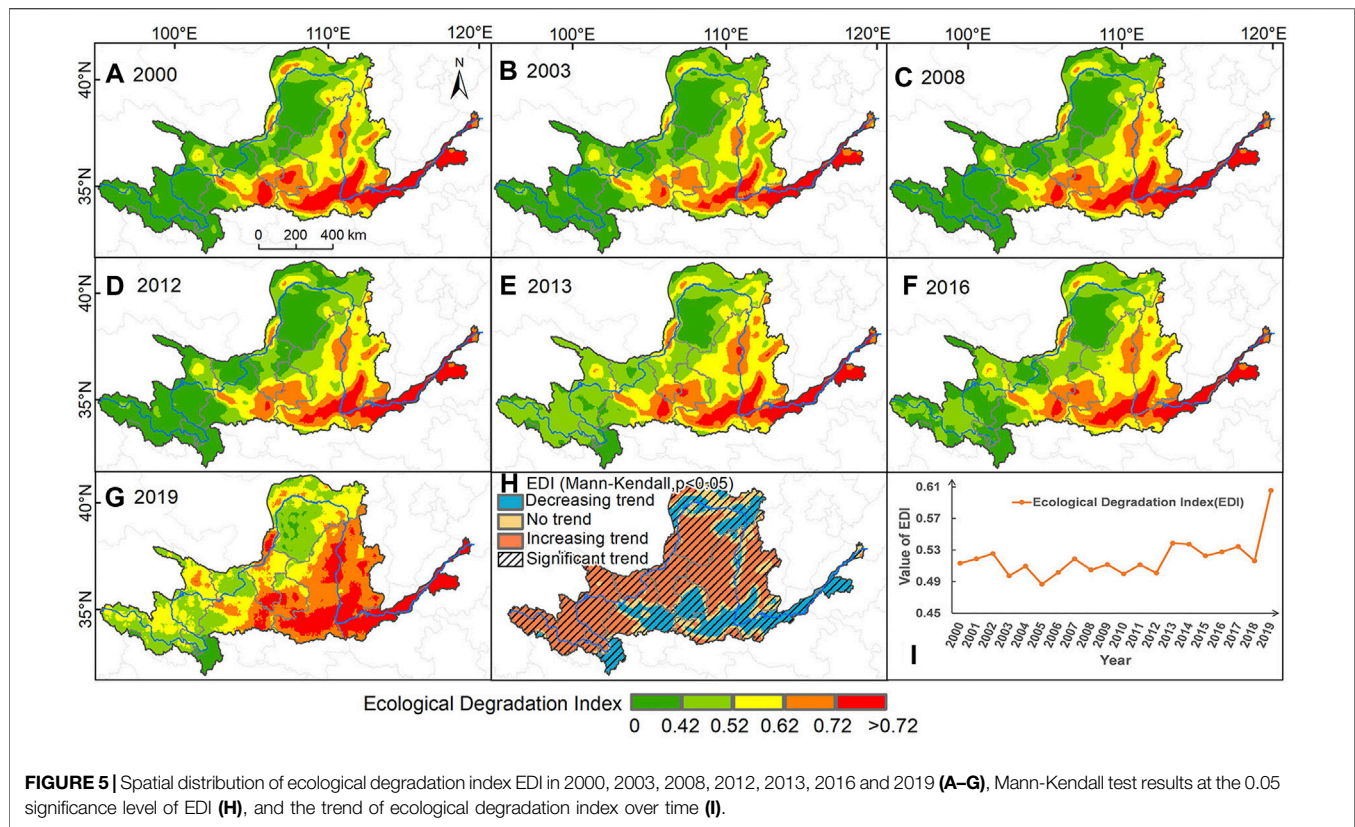 100°E 110°E 120°E 100°E 110°E 120°E 100°E 110°E 120°E
A 2000
N
40°N
35°N
0 200 400 km
B 2003
C 2008
D 2012
40°N
35°N
E 2013
F 2016
G 2019
40°N
35°N
H EDI (Mann-Kendall,p<0.05)
Decreasing trend
No trend
Increasing trend
Significant trend
0.61
0.57
0.53
0.49
0.45
Value of EDI
Ecological Degradation Index(EDI)
2000 2001 2002 2003 2004 2005 2006 2007 2008 2009 2010 2011 2012 2013 2014 2015 2016 2017 2018 2019
Year
I
Ecological Degradation Index
0 0.42 0.52 0.62 0.72 >0.72
FIGURE 5 | Spatial distribution of ecological degradation index EDI in 2000, 2003, 2008, 2012, 2013, 2016 and 2019 (A–G), Mann-Kendall test results at the 0.05
significance level of EDI (H), and the trend of ecological degradation index over time (I).